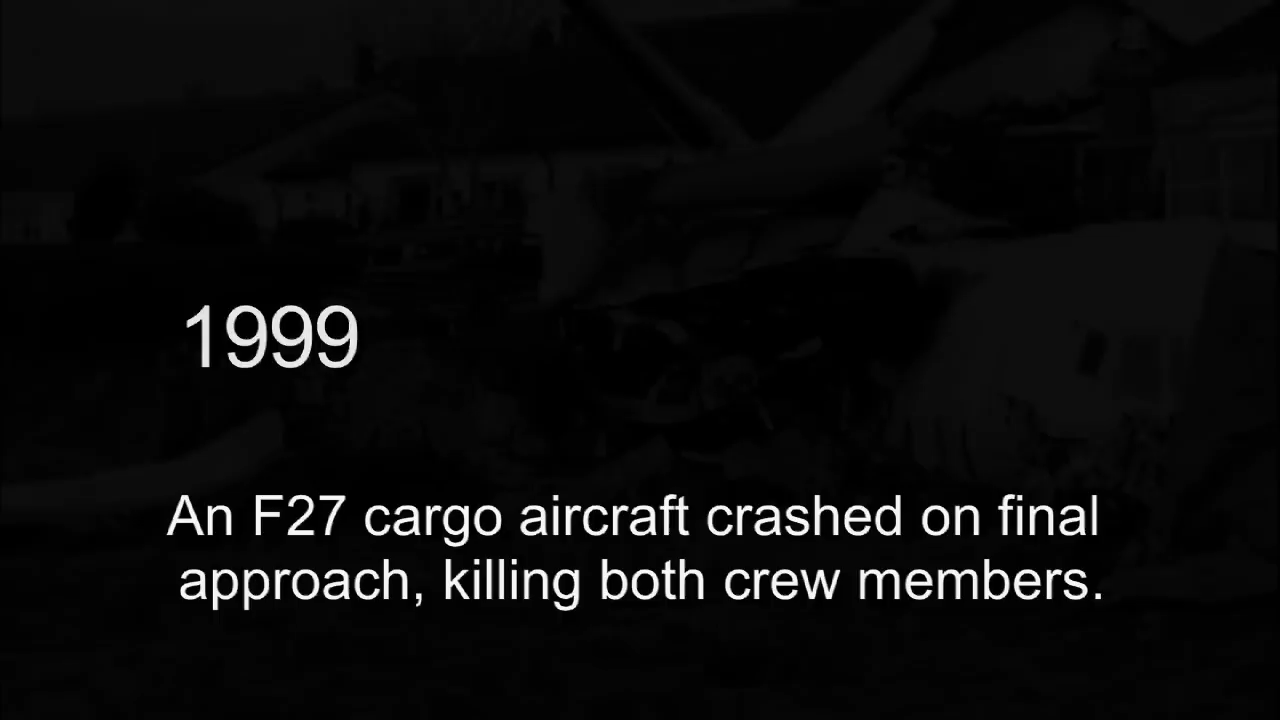 1999
An F27 cargo aircraft crashed on final
approach, killing both crew members.